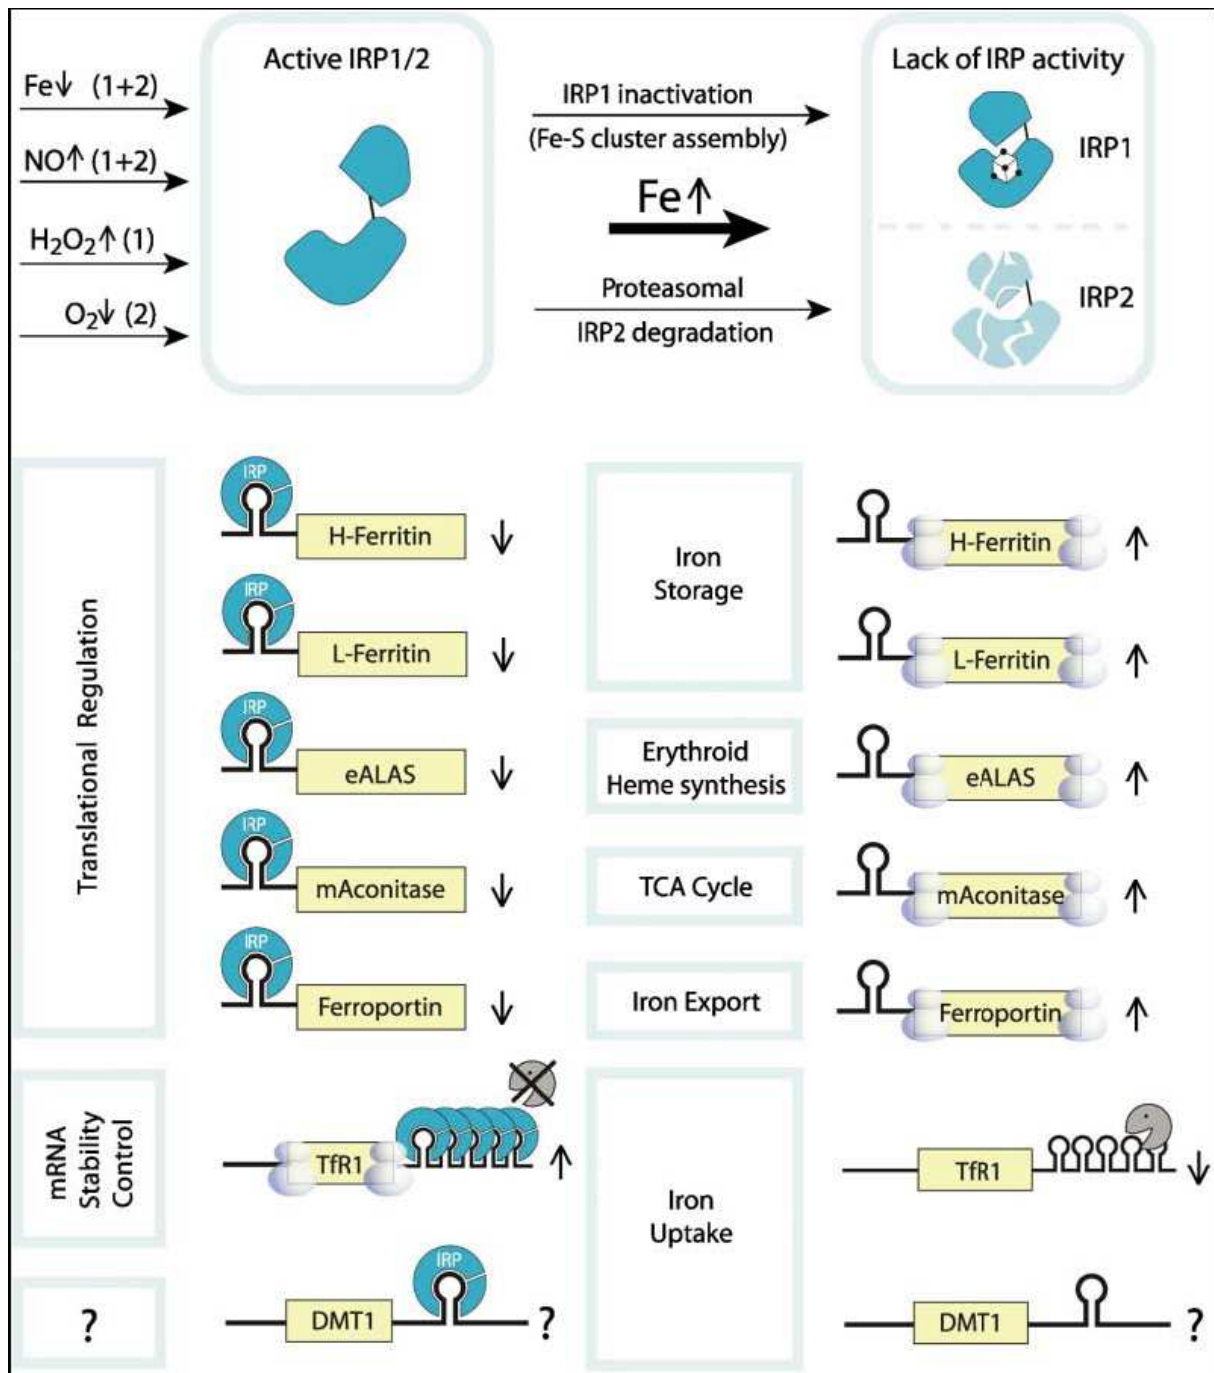 Active IRP1/2
Lack of IRP activity
Fe↓ (1+2)
NO↑ (1+2)
H₂O₂↑ (1)
O₂↓ (2)
IRP1 inactivation
(Fe-S cluster assembly)
Fe↑
Proteasomal
IRP2 degradation
IRP1
IRP2
Translational Regulation
IRP
H-Ferritin ↓
IRP
L-Ferritin ↓
IRP
eALAS ↓
IRP
mAconitase ↓
IRP
Ferroportin ↓
Iron
Storage
Erythroid
Heme synthesis
TCA Cycle
Iron Export
H-Ferritin ↑
L-Ferritin ↑
eALAS ↑
mAconitase ↑
Ferroportin ↑
mRNA
Stability
Control
TfR1 ↑
Iron
Uptake
TfR1 ↓
?
IRP
DMT1 ?
DMT1 ?